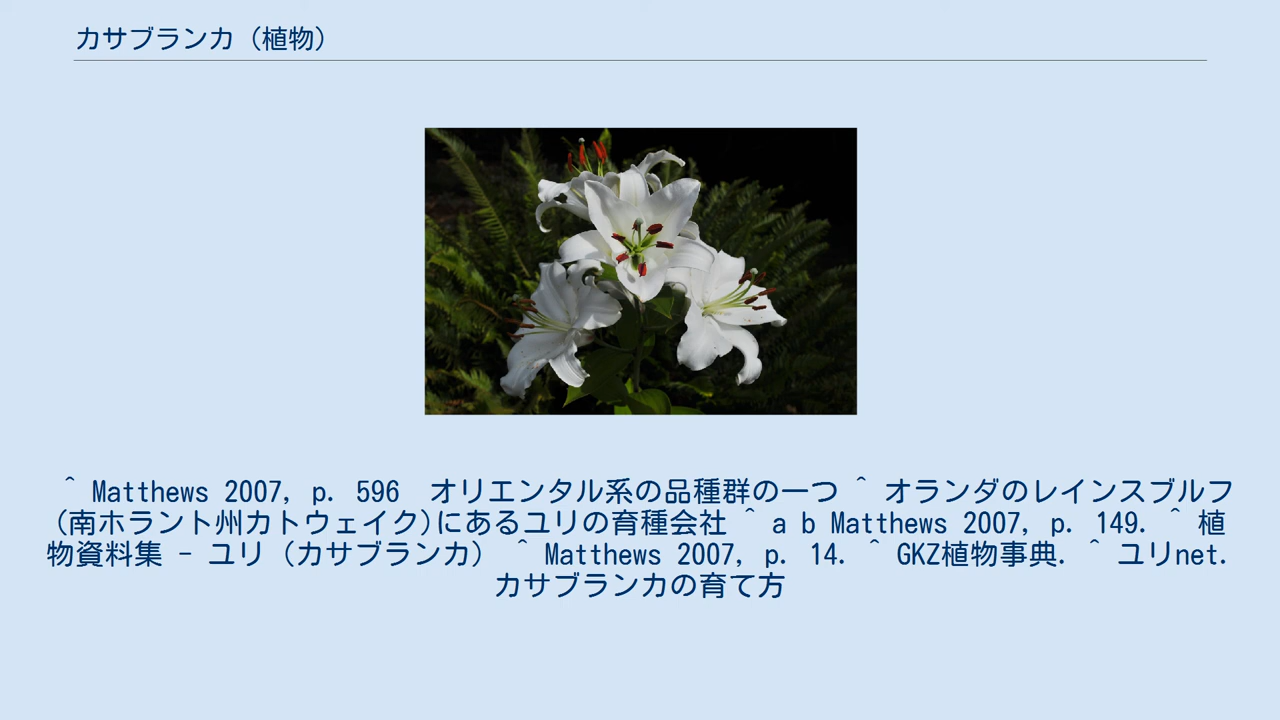 カサブランカ（植物）
^ Matthews 2007, p. 596　オリエンタル系の品種群の一つ ^ オランダのレインスブルフ
(南ホラント州カトウェイク)にあるユリの育種会社 ^ a b Matthews 2007, p. 149. ^ 植
物資料集 - ユリ（カサブランカ） ^ Matthews 2007, p. 14. ^ GKZ植物事典. ^ ユリnet.
カサブランカの育て方